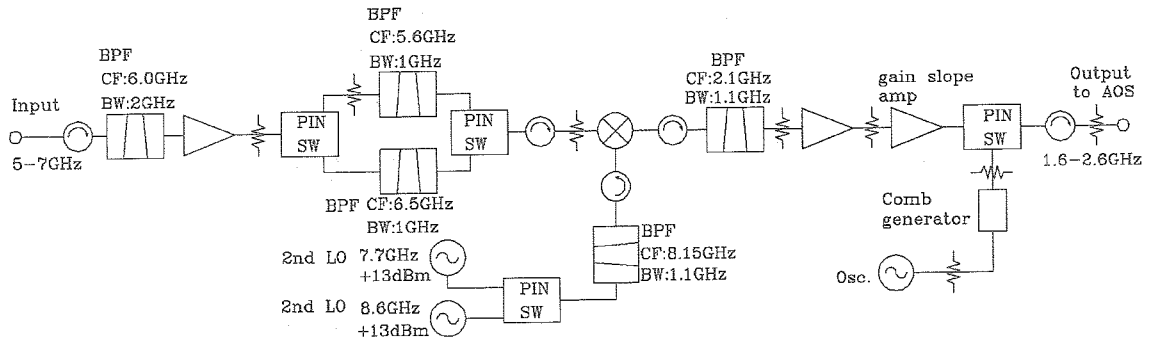 Input
5-7GHz
BPF
CF:6.0GHz
BW:2GHz
PIN
SW
BPF
CF:5.6GHz
BW:1GHz
BPF CF:6.5GHz
BW:1GHz
PIN
SW
BPF
CF:2.1GHz
BW:1.1GHz
gain slope
amp
PIN
SW
Output
to AOS
1.6-2.6GHz
Comb
generator
Osc.
BPF
CF:8.15GHz
BW:1.1GHz
2nd LO 7.7GHz
+13dBm
2nd LO 8.6GHz
+13dBm
PIN
SW